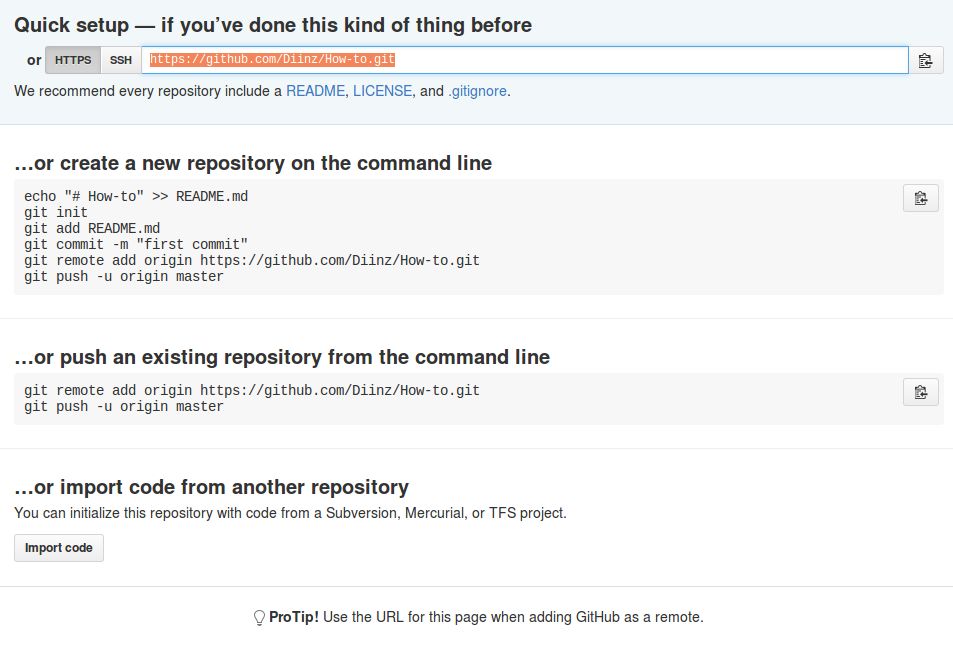 Quick setup — if you’ve done this kind of thing before
or HTTPS SSH https://github.com/Diinz/How-to.git
We recommend every repository include a README, LICENSE, and .gitignore.
…or create a new repository on the command line
echo "# How-to" >> README.md
git init
git add README.md
git commit -m "first commit"
git remote add origin https://github.com/Diinz/How-to.git
git push -u origin master
…or push an existing repository from the command line
git remote add origin https://github.com/Diinz/How-to.git
git push -u origin master
…or import code from another repository
You can initialize this repository with code from a Subversion, Mercurial, or TFS project.
Import code
ProTip! Use the URL for this page when adding GitHub as a remote.